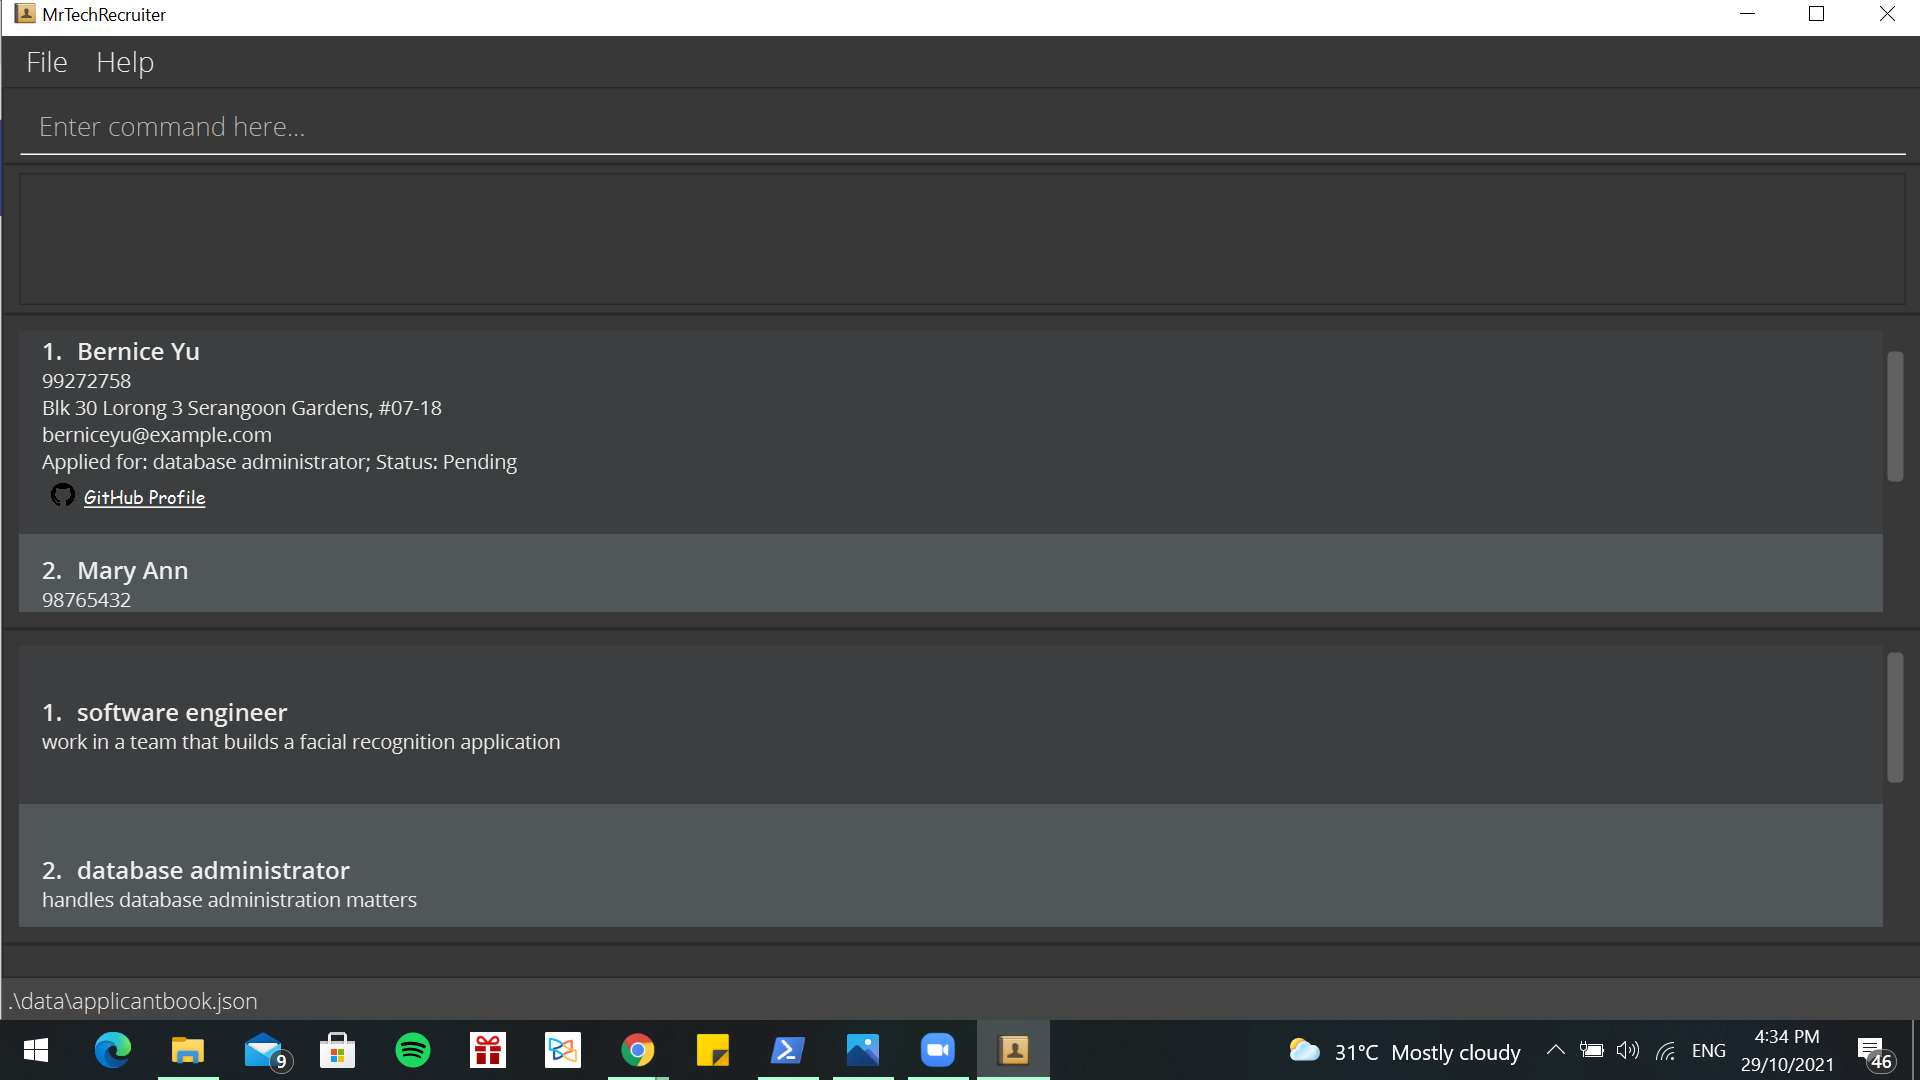 MrTechRecruiter
File Help
Enter command here...
1. Bernice Yu
99272758
Blk 30 Lorong 3 Serangoon Gardens, #07-18
berniceyu@example.com
Applied for: database administrator; Status: Pending
GitHub Profile
2. Mary Ann
98765432
1. software engineer
work in a team that builds a facial recognition application
2. database administrator
handles database administration matters
.\data\applicantbook.json
9
31°C Mostly cloudy
ENG
4:34 PM
29/10/2021
46